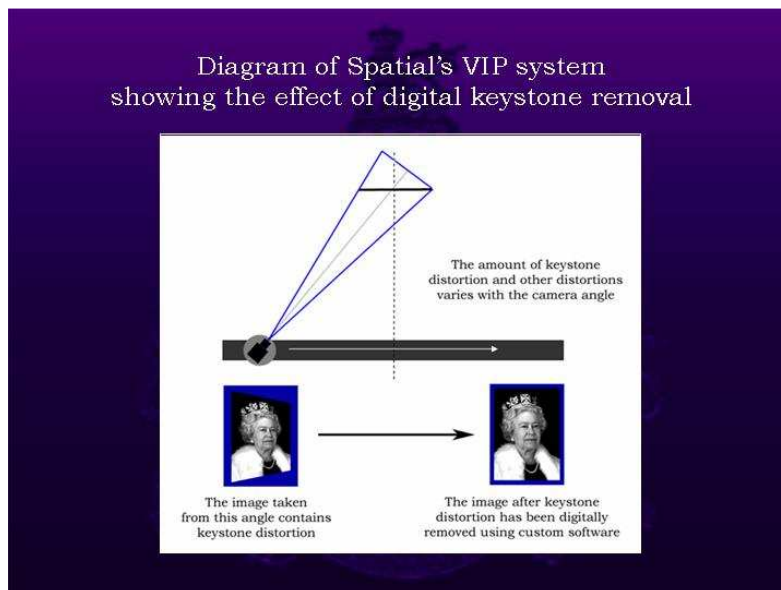 Diagram of Spatial's VIP system
showing the effect of digital keystone removal
The amount of keystone
distortion and other distortions
varies with the camera angle
The image taken
from this angle contains
keystone distortion
The image after keystone
distortion has been digitally
removed using custom software